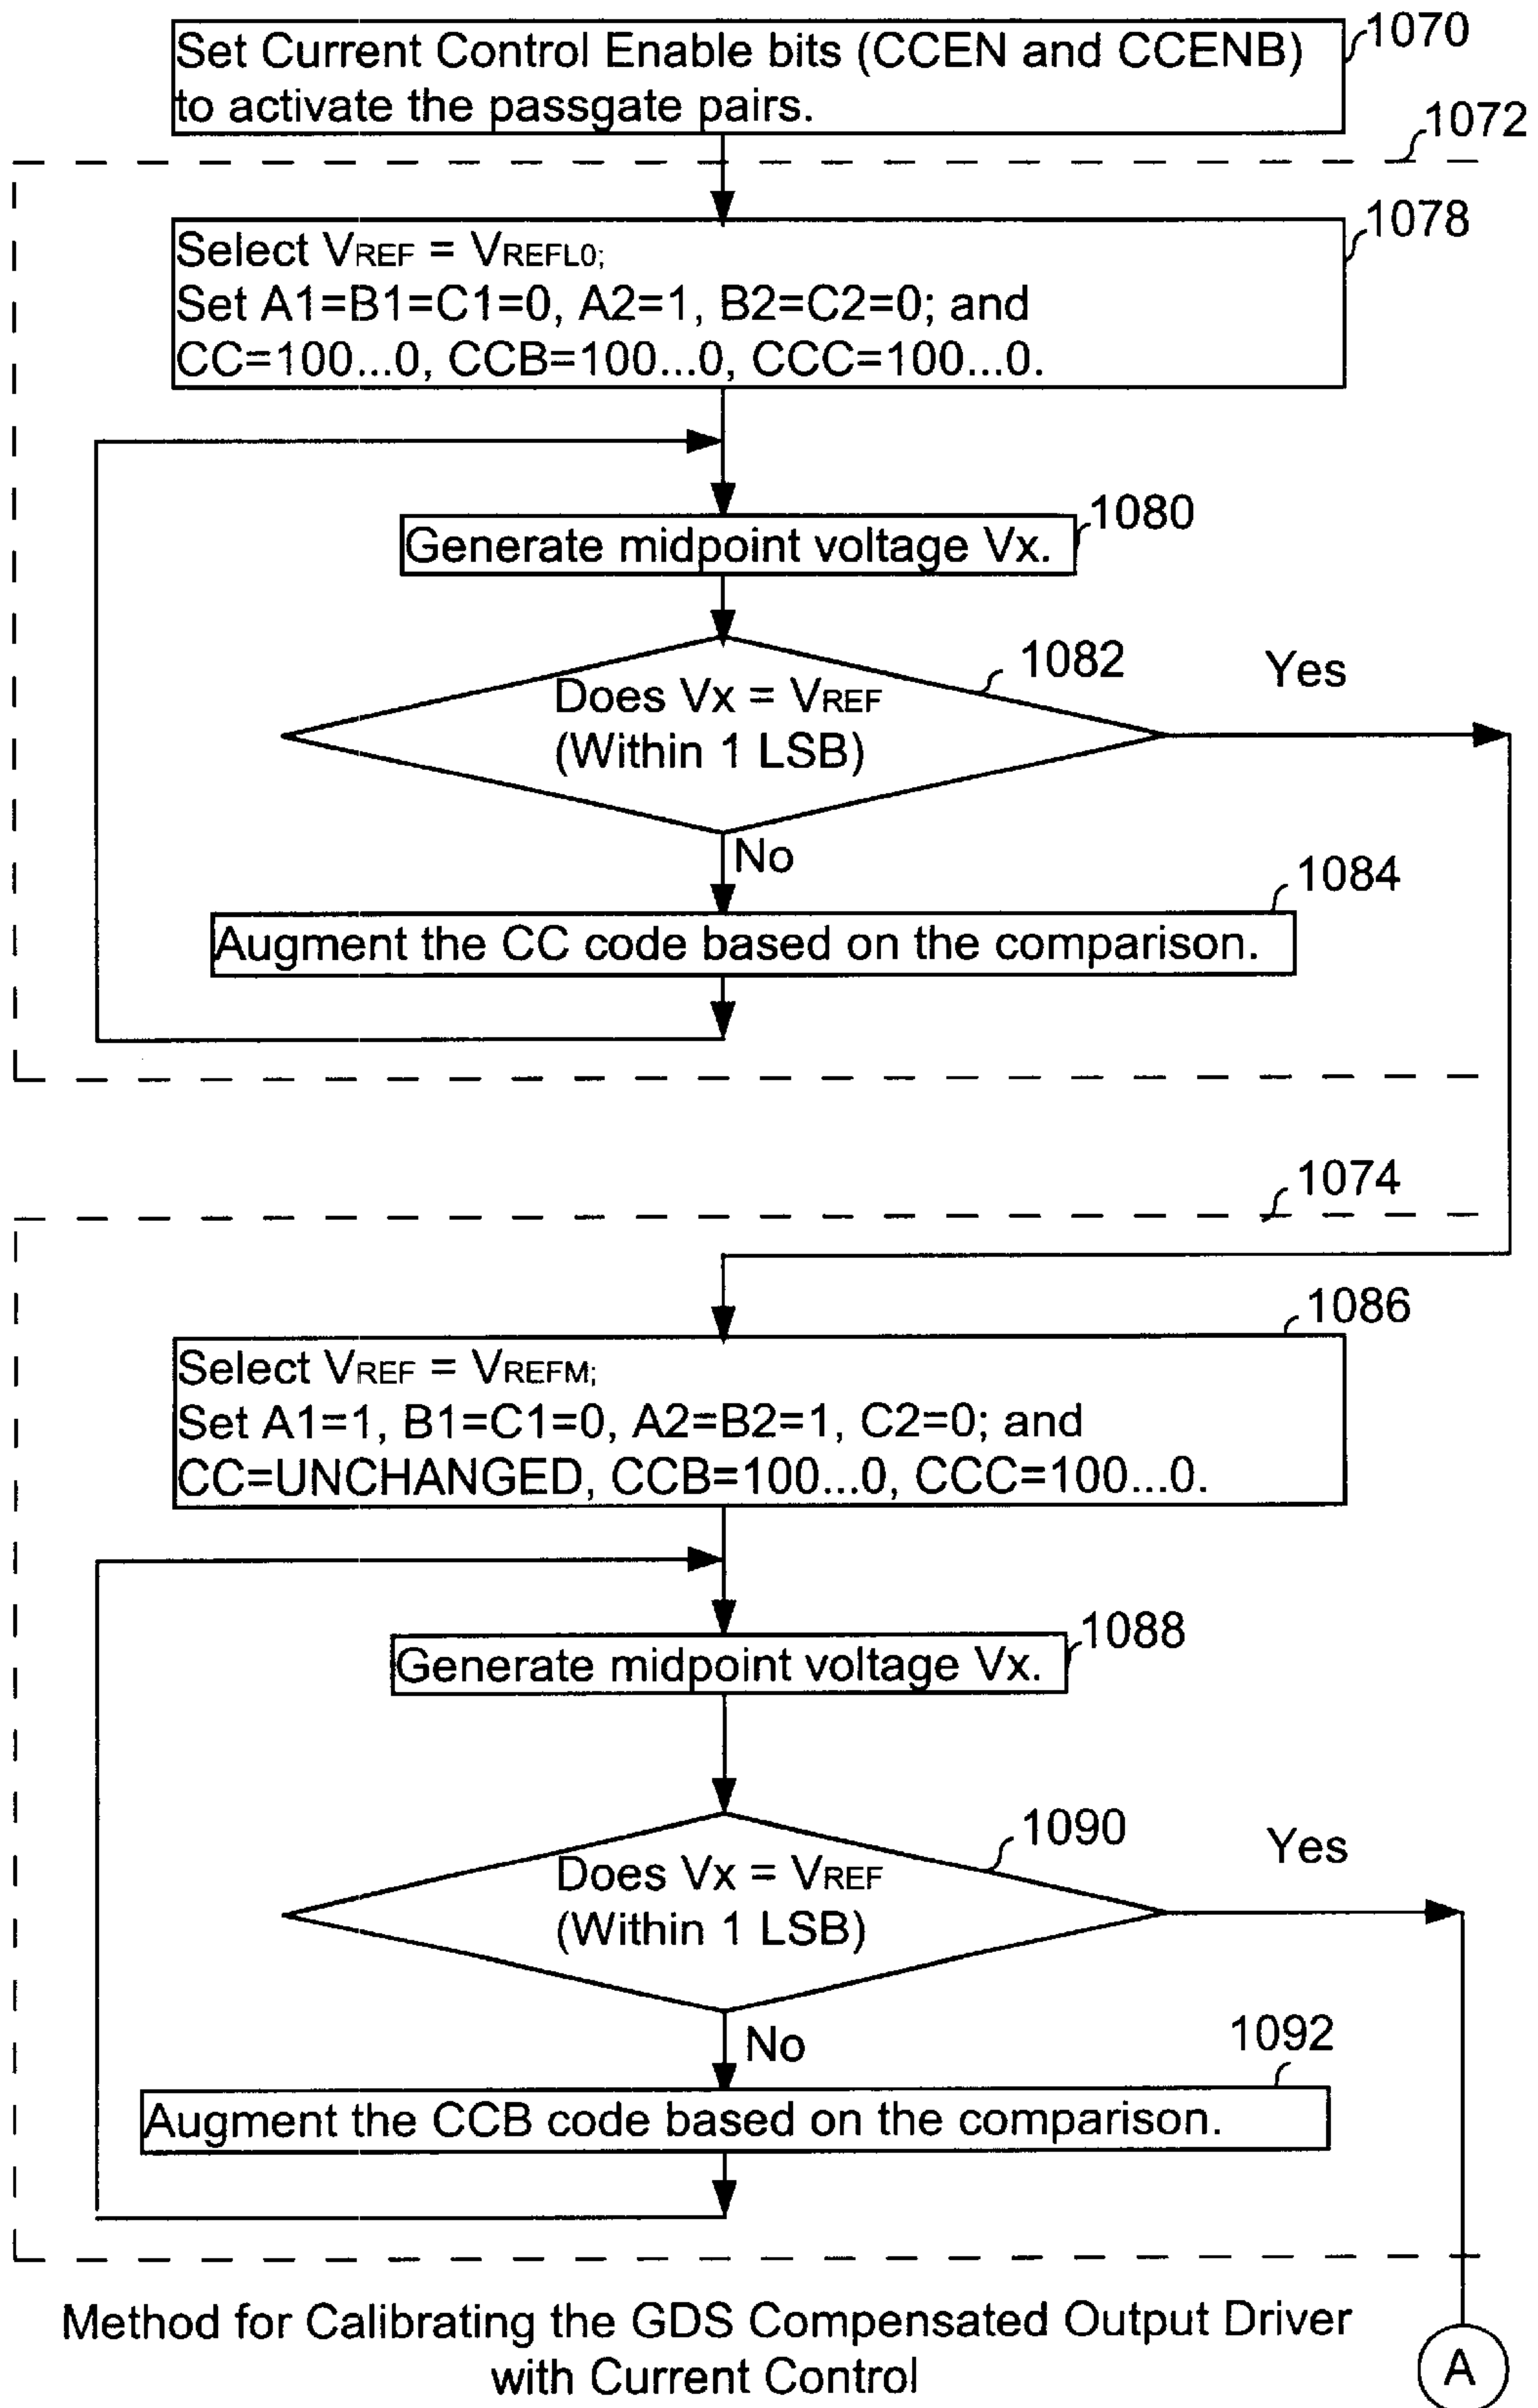 Set Current Control Enable bits (CCEN and CCENB)
to activate the passgate pairs.
1070
1072
Select VREF = VREFL0;
Set A1=B1=C1=0, A2=1, B2=C2=0; and
CC=100...0, CCB=100...0, CCC=100...0.
1078
Generate midpoint voltage Vx.
1080
Does Vx = VREF
(Within 1 LSB)
1082
Yes
No
1084
Augment the CC code based on the comparison.
1074
1086
Select VREF = VREFM;
Set A1=1, B1=C1=0, A2=B2=1, C2=0; and
CC=UNCHANGED, CCB=100...0, CCC=100...0.
Generate midpoint voltage Vx.
1088
Does Vx = VREF
(Within 1 LSB)
1090
Yes
No
1092
Augment the CCB code based on the comparison.
Method for Calibrating the GDS Compensated Output Driver
with Current Control
A